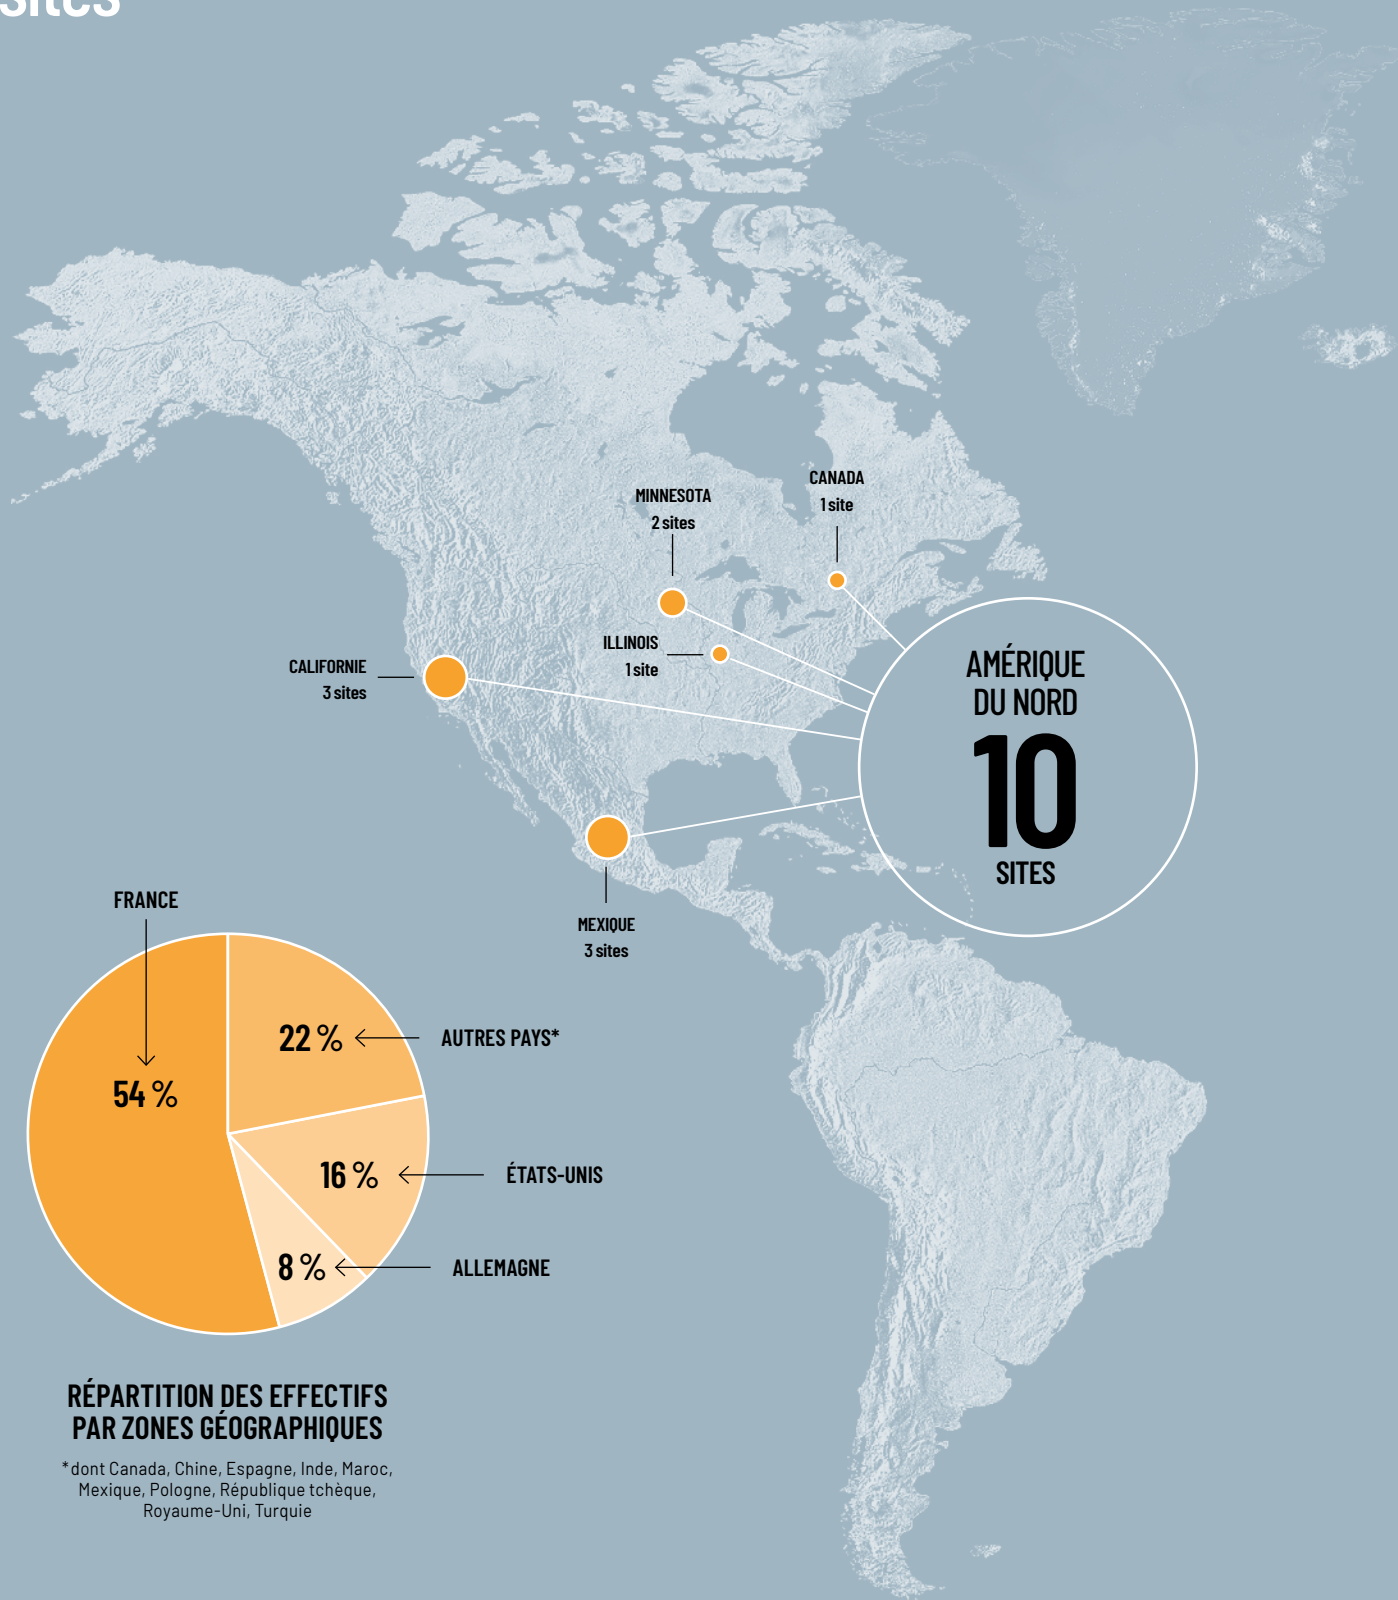 sites
CANADA
1 site
MINNESOTA
2 sites
ILLINOIS
1 site
CALIFORNIE
3 sites
AMÉRIQUE
DU NORD
10
SITES
MEXIQUE
3 sites
FRANCE
54 %
22 %
AUTRES PAYS*
16 %
ÉTATS-UNIS
8 %
ALLEMAGNE
RÉPARTITION DES EFFECTIFS
PAR ZONES GÉOGRAPHIQUES
*dont Canada, Chine, Espagne, Inde, Maroc,
Mexique, Pologne, République tchèque,
Royaume-Uni, Turquie